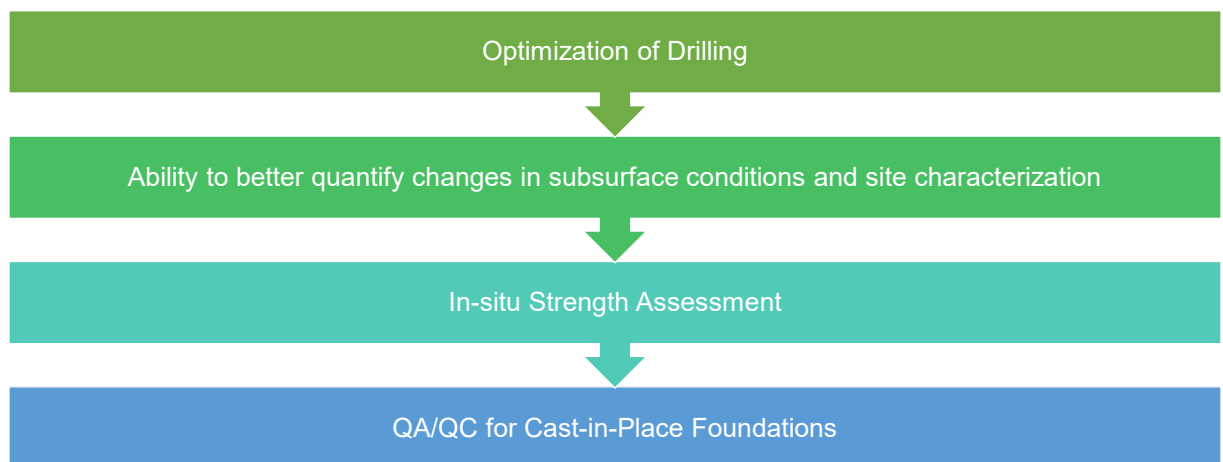 Optimization of Drilling
Ability to better quantify changes in subsurface conditions and site characterization
In-situ Strength Assessment
QA/QC for Cast-in-Place Foundations